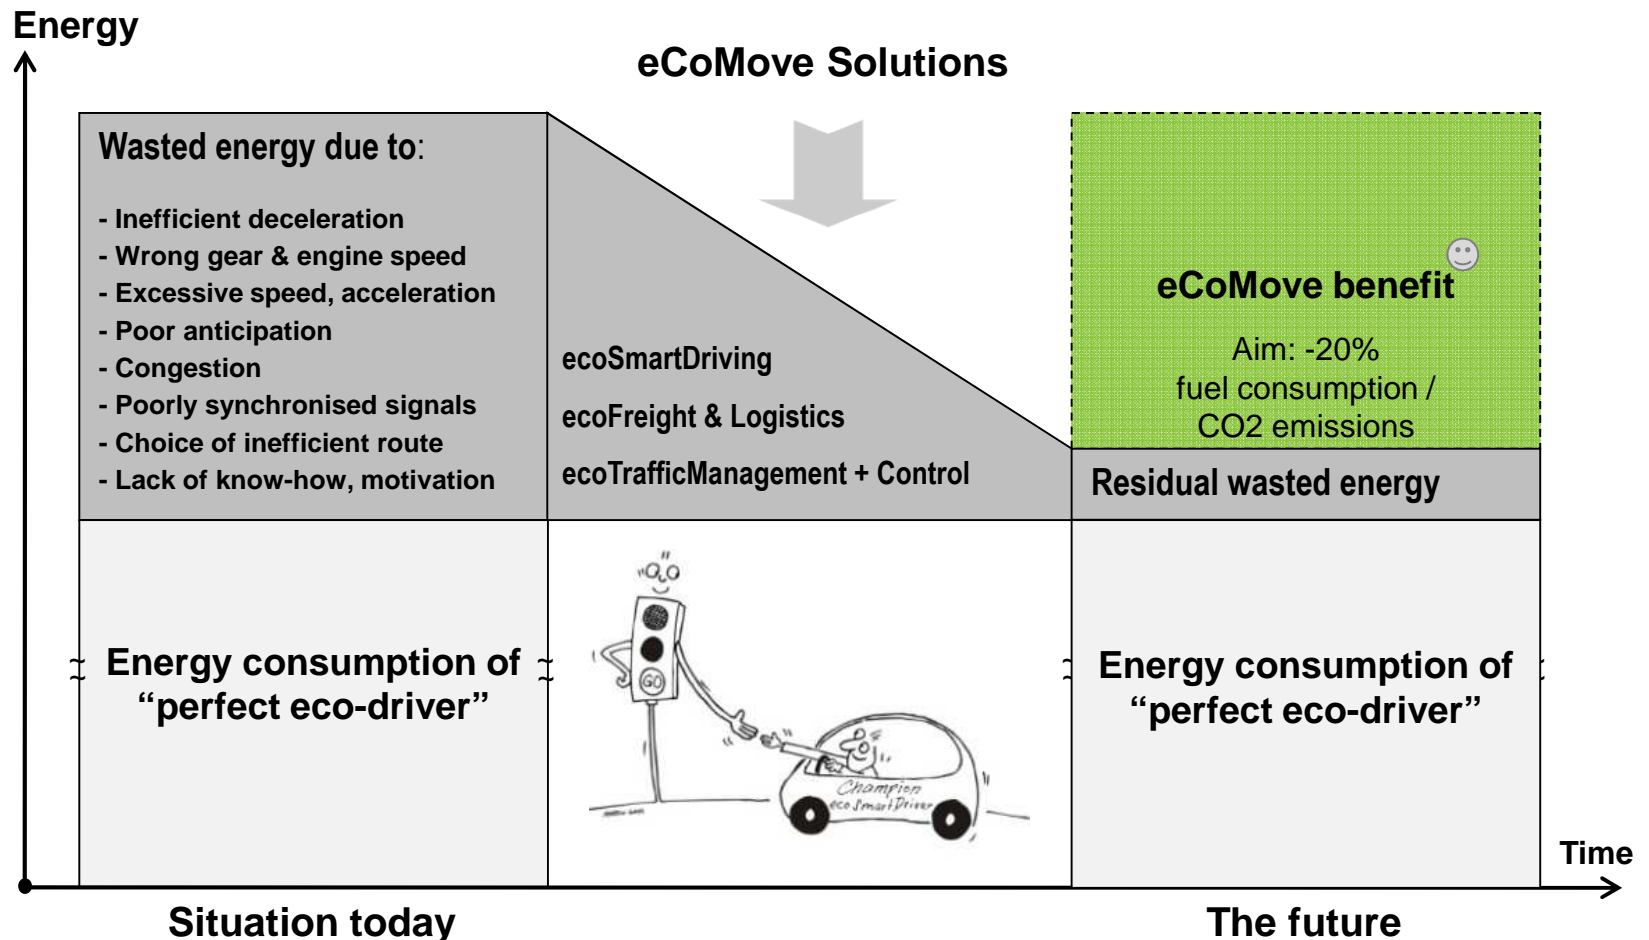 Energy
eCoMove Solutions
Wasted energy due to:
- Inefficient deceleration
- Wrong gear & engine speed
- Excessive speed, acceleration
- Poor anticipation
- Congestion
- Poorly synchronised signals
- Choice of inefficient route
- Lack of know-how, motivation
ecoSmartDriving
ecoFreight & Logistics
ecoTrafficManagement + Control
eCoMove benefit
Aim: -20%
fuel consumption /
CO2 emissions
Residual wasted energy
Energy consumption of
“perfect eco-driver”
GO
Champion
ecoSmartDriver
Energy consumption of
“perfect eco-driver”
Time
Situation today
The future